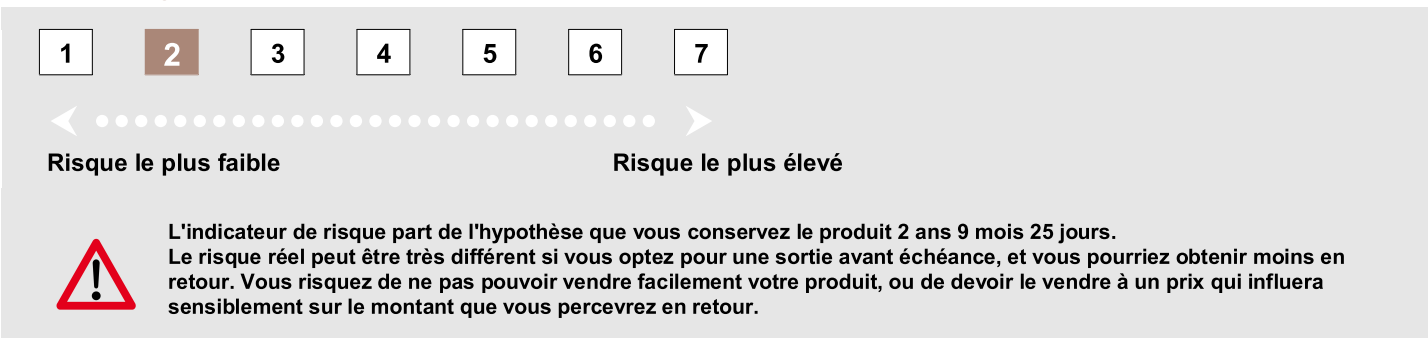 1 2 3 4 5 6 7
Risque le plus faible Risque le plus élevé
L'indicateur de risque part de l'hypothèse que vous conservez le produit 2 ans 9 mois 25 jours.
Le risque réel peut être très différent si vous optez pour une sortie avant échéance, et vous pourriez obtenir moins en
retour. Vous risquez de ne pas pouvoir vendre facilement votre produit, ou de devoir le vendre à un prix qui influera
sensiblement sur le montant que vous percevrez en retour.